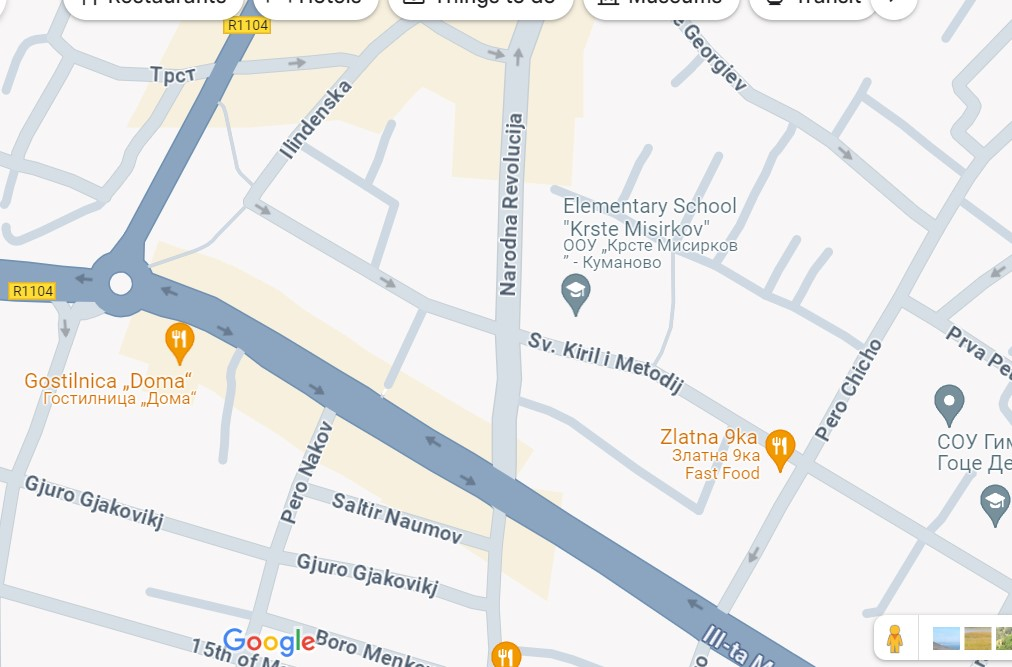 Restaurants
Hotels
Things to do
Museums
Transit
R1104
e Georgiev
Трст
Ilindenska
Narodna Revolucija
Elementary School
"Krste Misirkov"
ООУ „Крсте Мисирков
” - Куманово
R1104
Gostilnica „Doma“
Гостилница „Дома“
Sv. Kiril i Metodij
Prva Pe
Pero Chicho
Zlatna 9ka
Златна 9ка
Fast Food
СОУ Гим
Гоце Де
Gjuro Gjakovikj
Pero Nakov
Saltir Naumov
Gjuro Gjakovikj
Google
Boro Menko
15th of M
III-ta M
ro